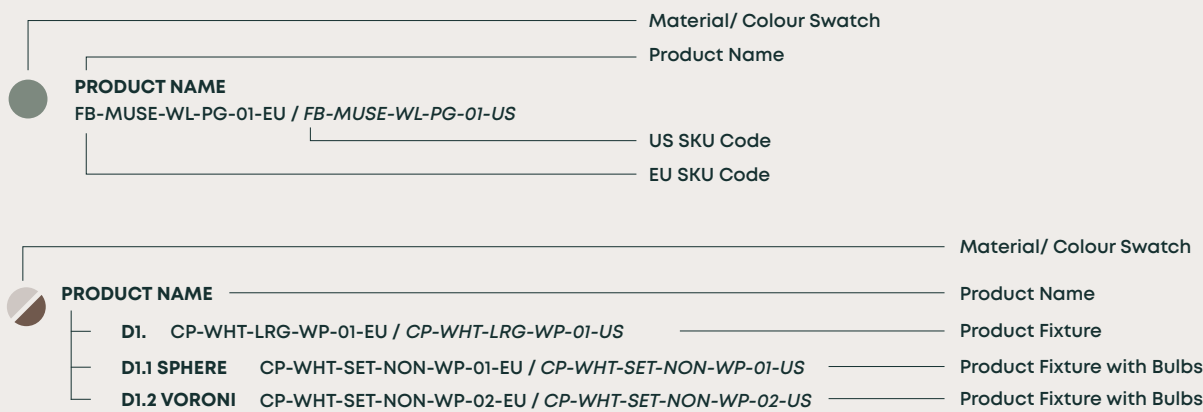 Material/ Colour Swatch
Product Name
PRODUCT NAME
FB-MUSE-WL-PG-01-EU / FB-MUSE-WL-PG-01-US
US SKU Code
EU SKU Code
Material/ Colour Swatch
PRODUCT NAME Product Name
D1. CP-WHT-LRG-WP-01-EU / CP-WHT-LRG-WP-01-US Product Fixture
D1.1 SPHERE CP-WHT-SET-NON-WP-01-EU / CP-WHT-SET-NON-WP-01-US Product Fixture with Bulbs
D1.2 VORONI CP-WHT-SET-NON-WP-02-EU / CP-WHT-SET-NON-WP-02-US Product Fixture with Bulbs